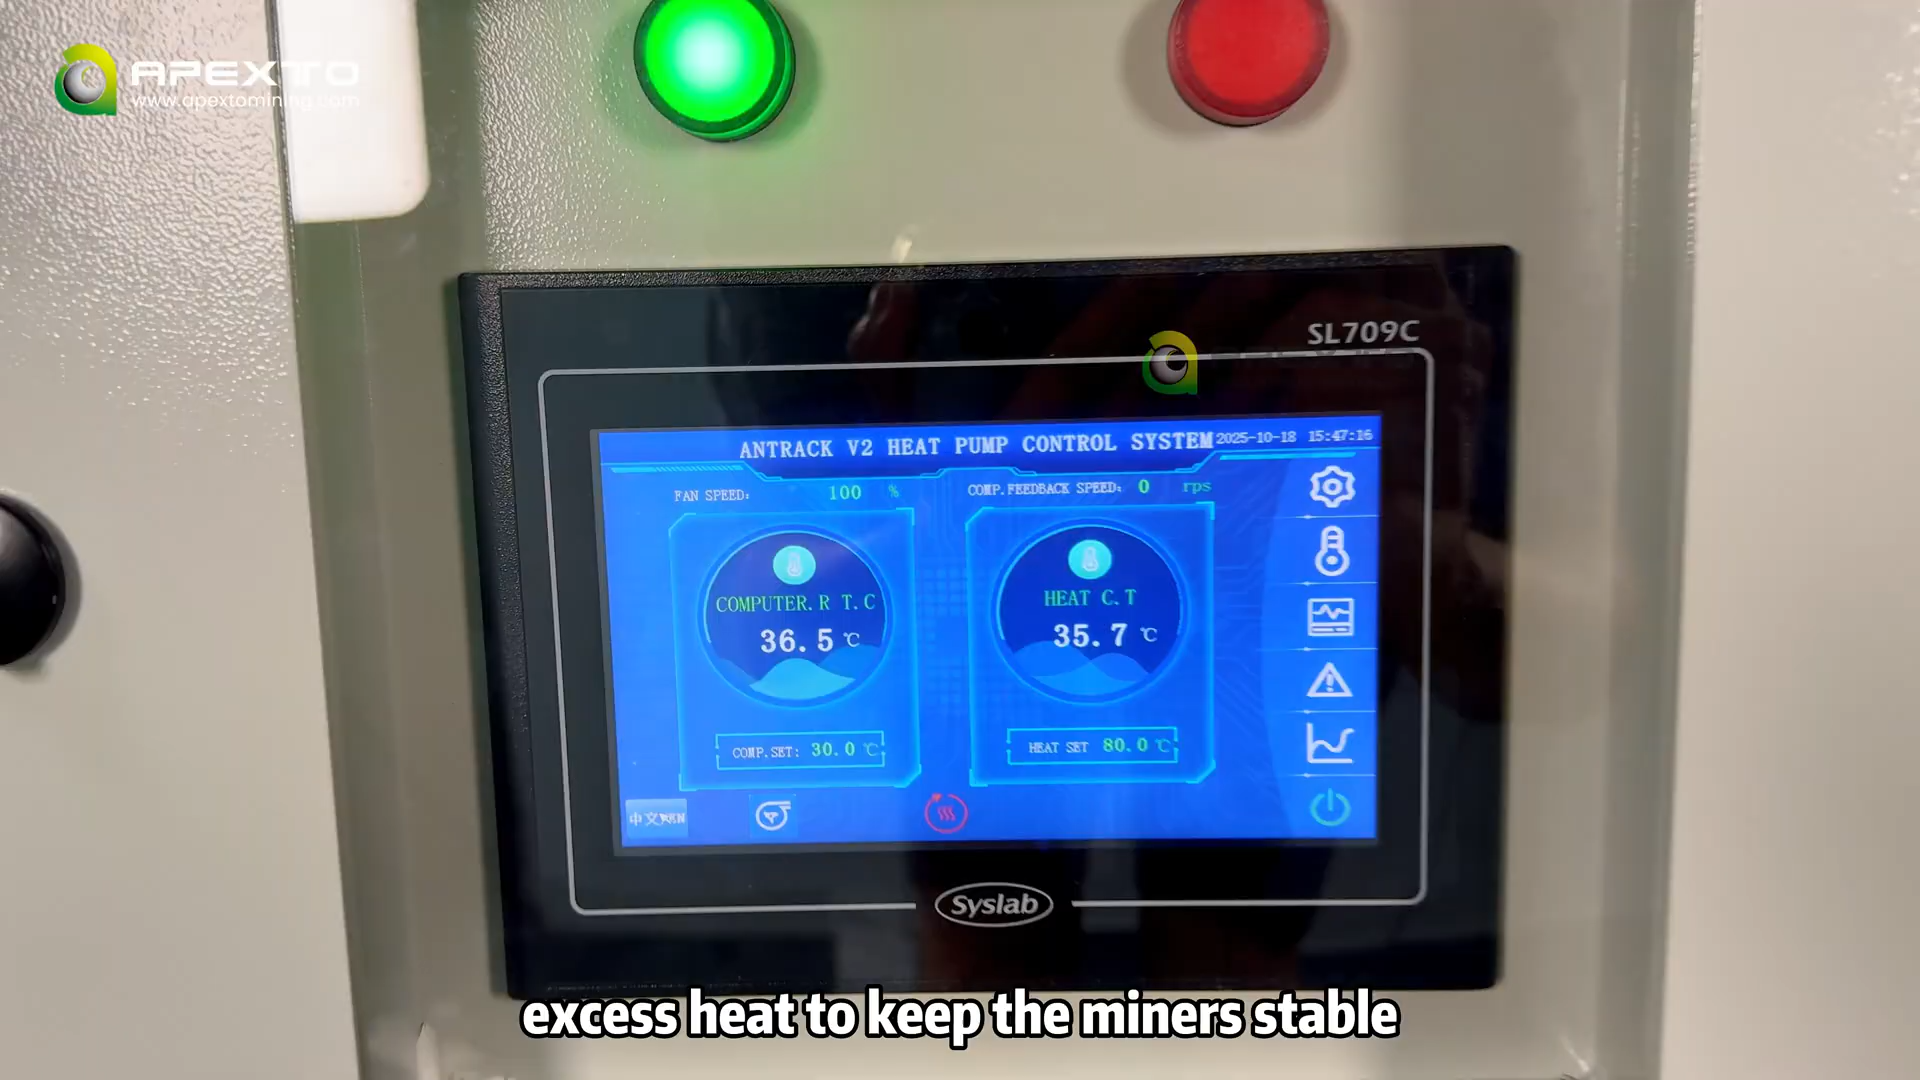 APEXTO
www.apextomining.com
SL709C
ANTRACK V2 HEAT PUMP CONTROL SYSTEM 2025-10-18 15:47:16
FAN SPEED: 100 %
COMP.FEEDBACK SPEED: 0 rps
COMPUTER.R T.C
36.5 ℃
HEAT C.T
35.7 ℃
COMP.SET: 30.0 ℃
HEAT SET 80.0 ℃
Syslab
excess heat to keep the miners stable